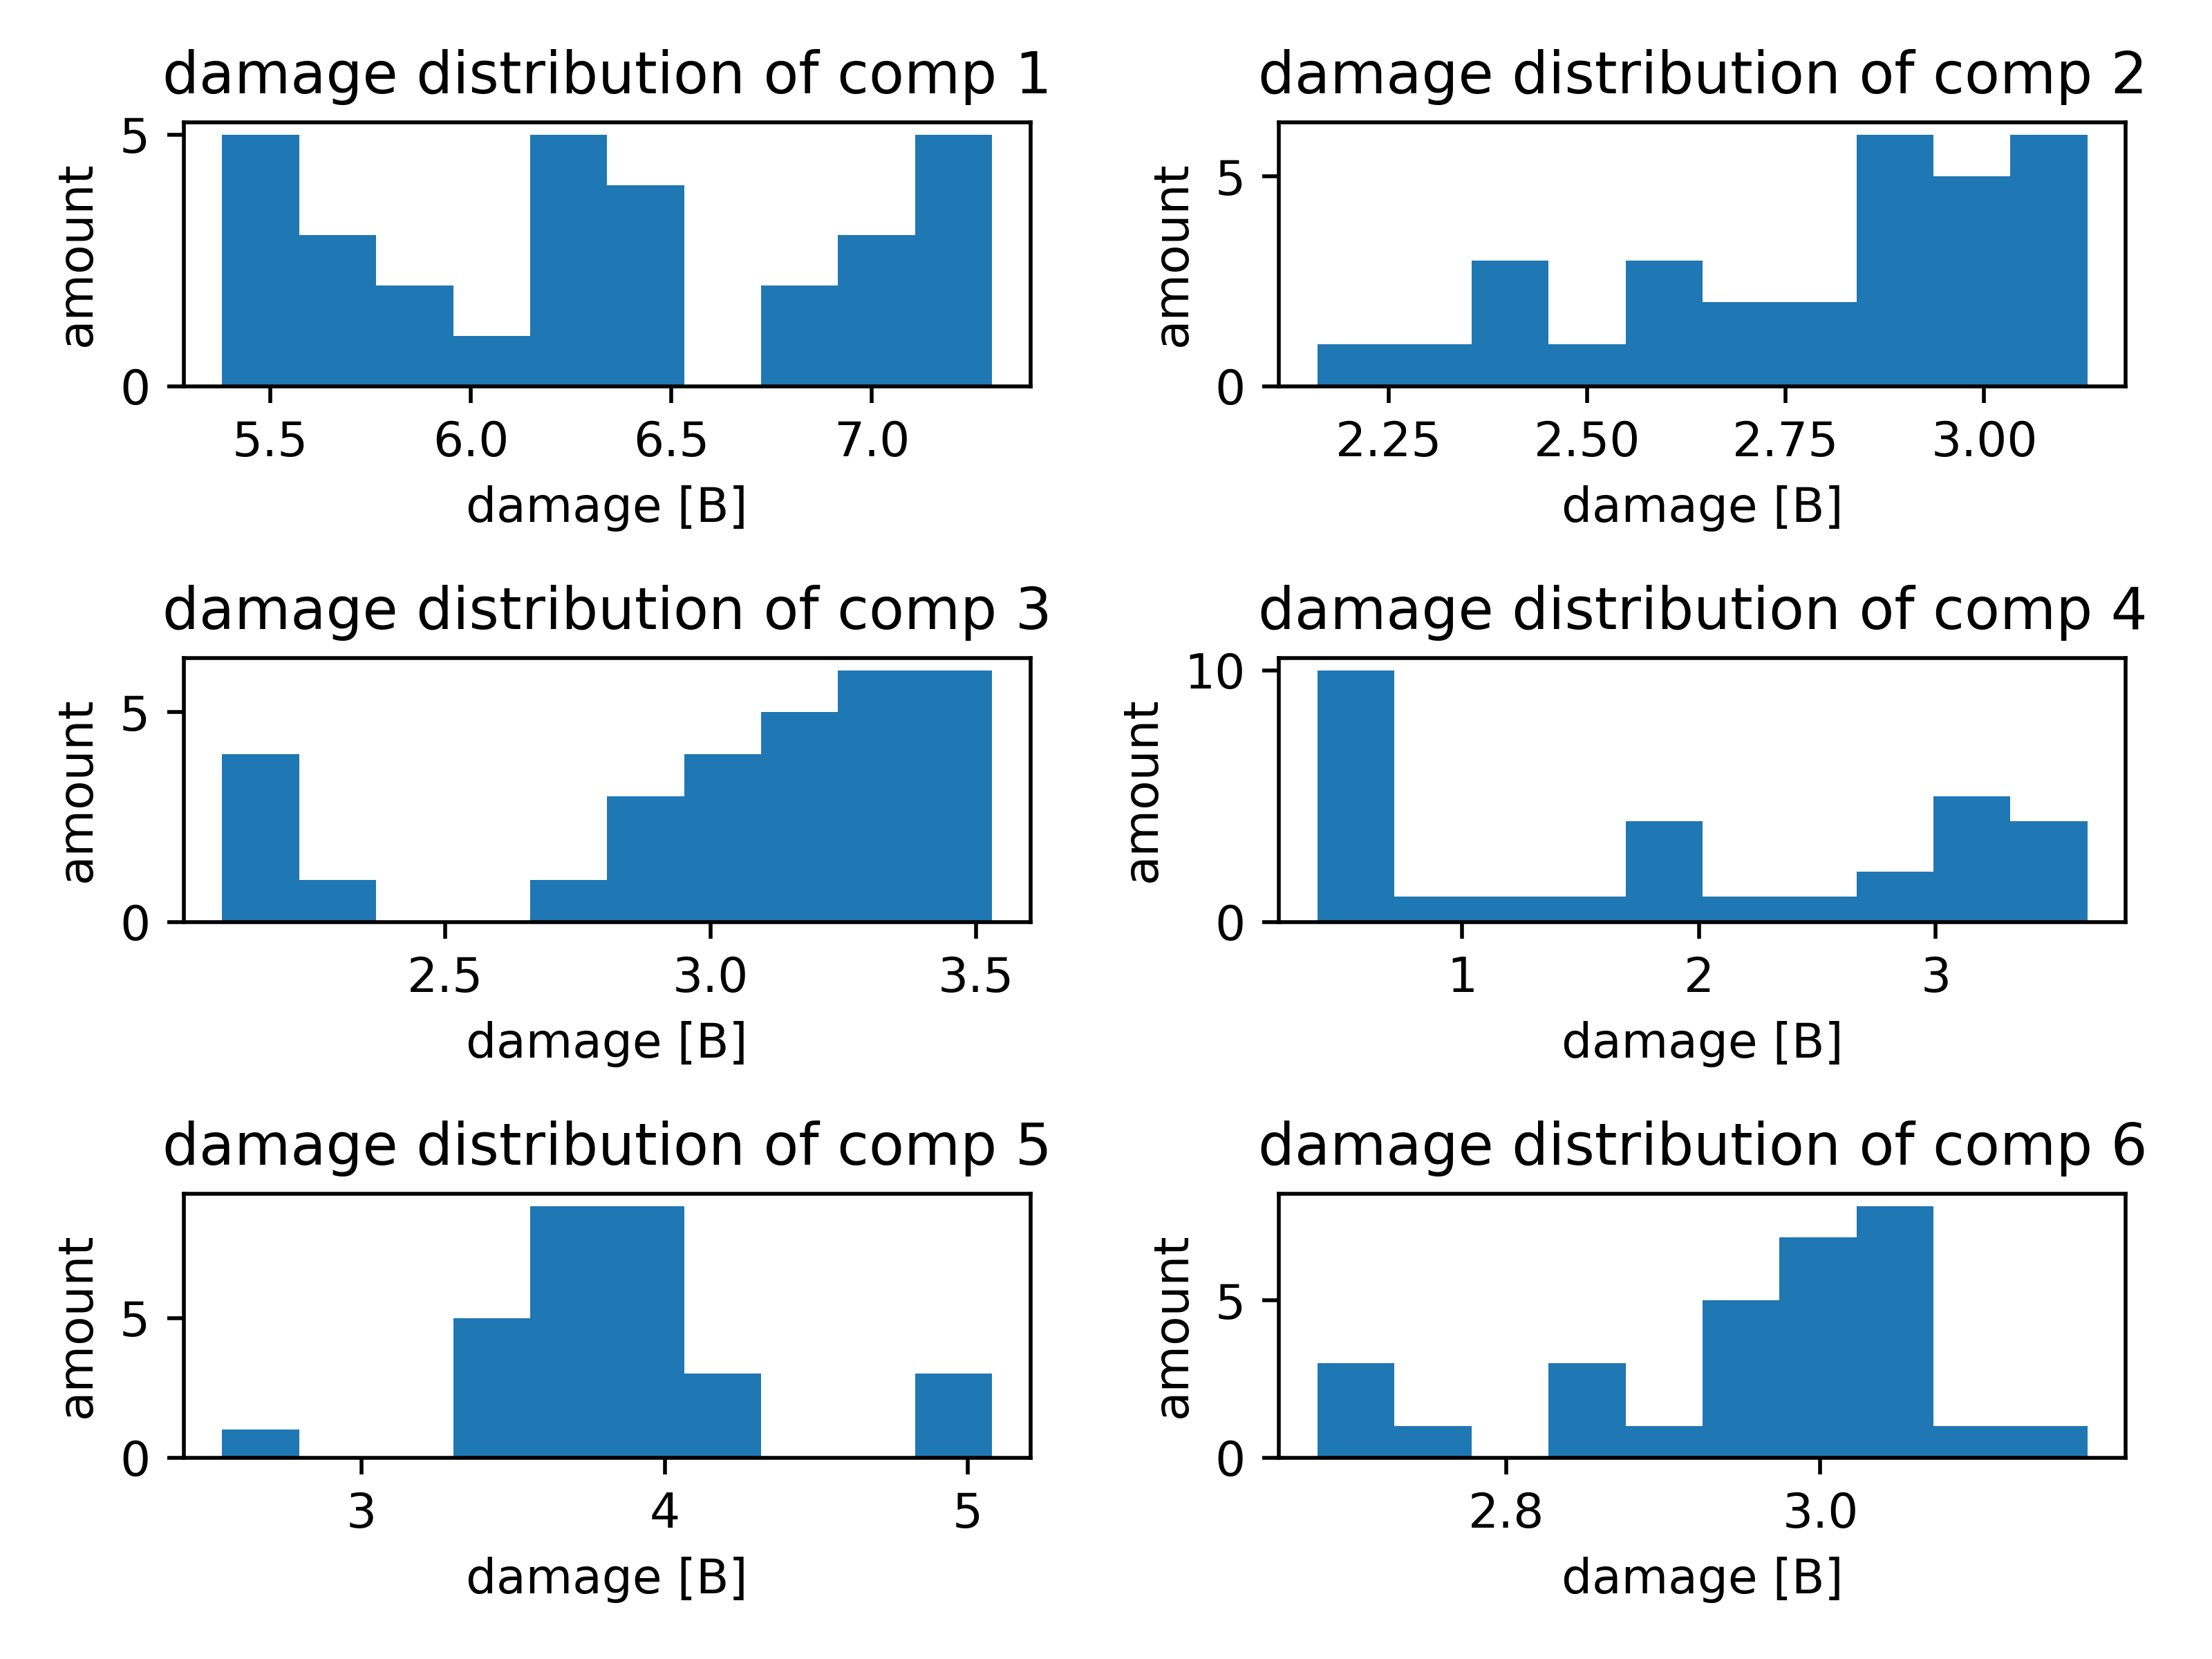 damage distribution of comp 1
5
0
amount
5.5 6.0 6.5 7.0
damage [B]
damage distribution of comp 2
5
0
amount
2.25 2.50 2.75 3.00
damage [B]
damage distribution of comp 3
5
0
amount
2.5 3.0 3.5
damage [B]
damage distribution of comp 4
10
0
amount
1 2 3
damage [B]
damage distribution of comp 5
5
0
amount
3 4 5
damage [B]
damage distribution of comp 6
5
0
amount
2.8 3.0
damage [B]